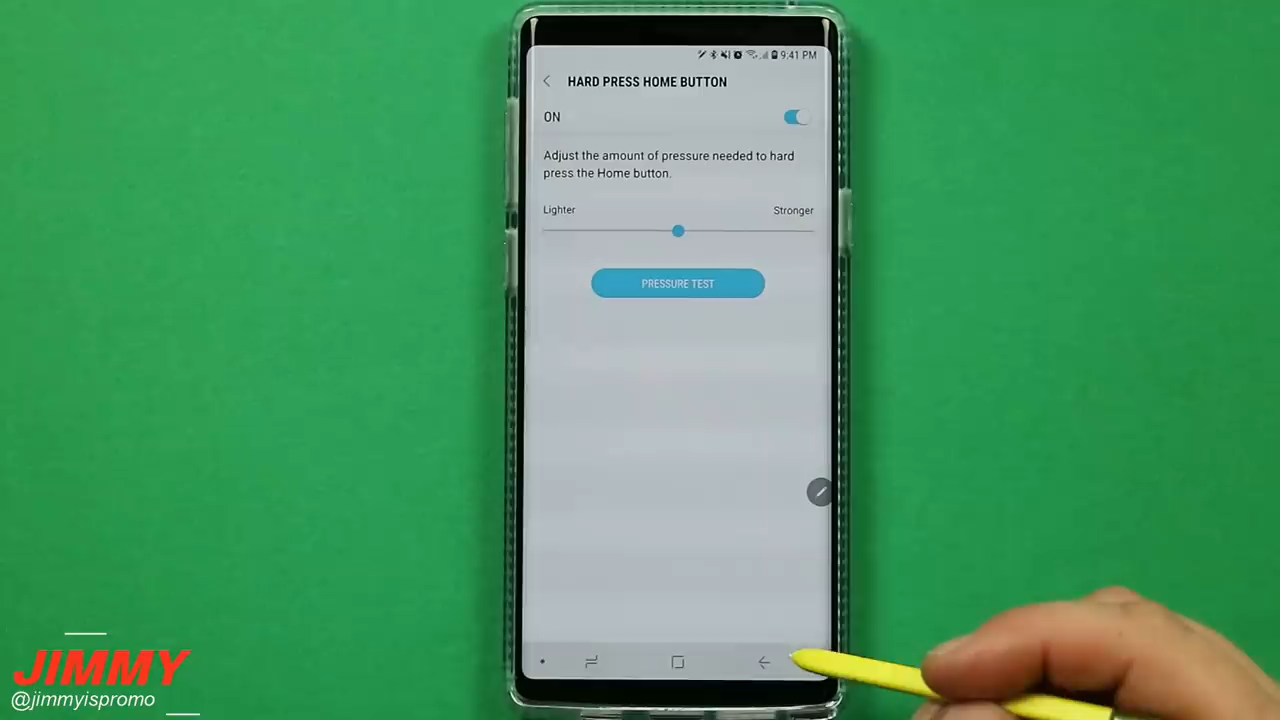 9:41 PM
HARD PRESS HOME BUTTON
ON
Adjust the amount of pressure needed to hard
press the Home button.
Lighter
Stronger
PRESSURE TEST
JIMMY
@jimmyispromo